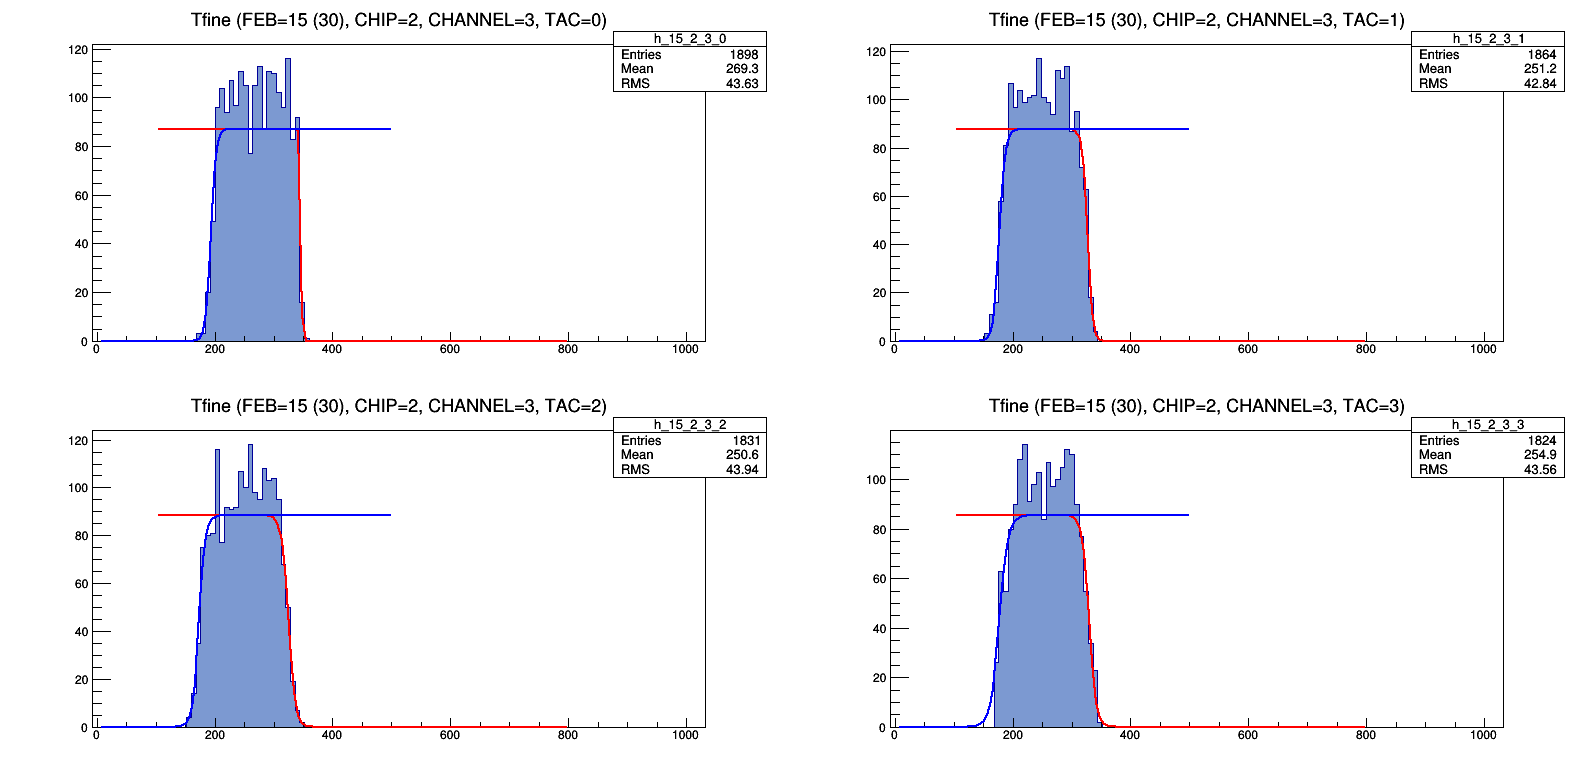 Tfine (FEB=15 (30), CHIP=2, CHANNEL=3, TAC=0)
h_15_2_3_0
Entries 1898
Mean 269.3
RMS 43.63
120
100
80
60
40
20
0
0 200 400 600 800 1000
Tfine (FEB=15 (30), CHIP=2, CHANNEL=3, TAC=1)
h_15_2_3_1
Entries 1864
Mean 251.2
RMS 42.84
120
100
80
60
40
20
0
0 200 400 600 800 1000
Tfine (FEB=15 (30), CHIP=2, CHANNEL=3, TAC=2)
h_15_2_3_2
Entries 1831
Mean 250.6
RMS 43.94
120
100
80
60
40
20
0
0 200 400 600 800 1000
Tfine (FEB=15 (30), CHIP=2, CHANNEL=3, TAC=3)
h_15_2_3_3
Entries 1824
Mean 254.9
RMS 43.56
100
80
60
40
20
0
0 200 400 600 800 1000